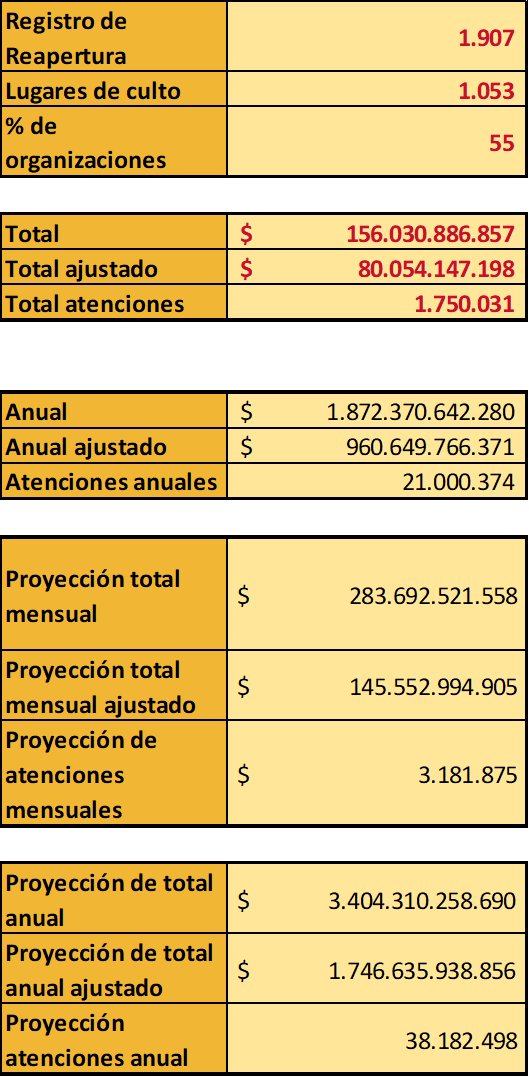 Registro de
Reapertura
1.907
Lugares de culto
1.053
% de
organizaciones
55
Total
$ 156.030.886.857
Total ajustado
$ 80.054.147.198
Total atenciones
1.750.031
Anual
$ 1.872.370.642.280
Anual ajustado
$ 960.649.766.371
Atenciones anuales
21.000.374
Proyección total
mensual
$ 283.692.521.558
Proyección total
mensual ajustado
$ 145.552.994.905
Proyección de
atenciones
mensuales
$ 3.181.875
Proyección de total
anual
$ 3.404.310.258.690
Proyección de total
anual ajustado
$ 1.746.635.938.856
Proyección
atenciones anual
38.182.498